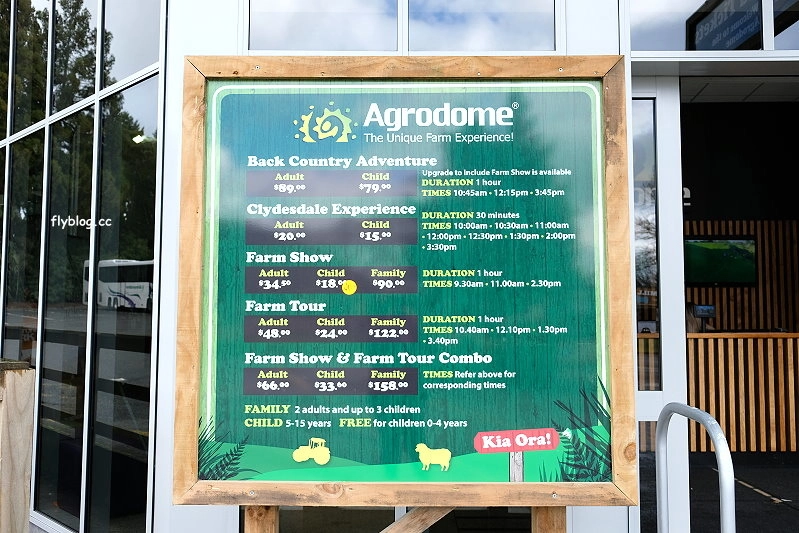 flyblog.cc
Agrodome®
The Unique Farm Experience!
Back Country Adventure
Adult Child
$89.00 $79.00
Upgrade to include Farm Show is available
DURATION 1 hour
TIMES 10:45am • 12:15pm • 3:45pm
Clydesdale Experience
Adult Child
$20.00 $15.00
DURATION 30 minutes
TIMES 10:00am • 10:30am • 11:00am
• 12:00pm • 12:30pm • 1:30pm • 2:00pm
• 3:30pm
Farm Show
Adult Child Family
$34.50 $18.00 $90.00
DURATION 1 hour
TIMES 9.30am • 11.00am • 2.30pm
Farm Tour
Adult Child Family
$48.00 $24.00 $122.00
DURATION 1 hour
TIMES 10.40am • 12.10pm • 1.30pm
• 3.40pm
Farm Show & Farm Tour Combo
Adult Child Family
$66.00 $33.00 $158.00
TIMES Refer above for
corresponding times
FAMILY 2 adults and up to 3 children
CHILD 5-15 years FREE for children 0-4 years
Kia Ora!